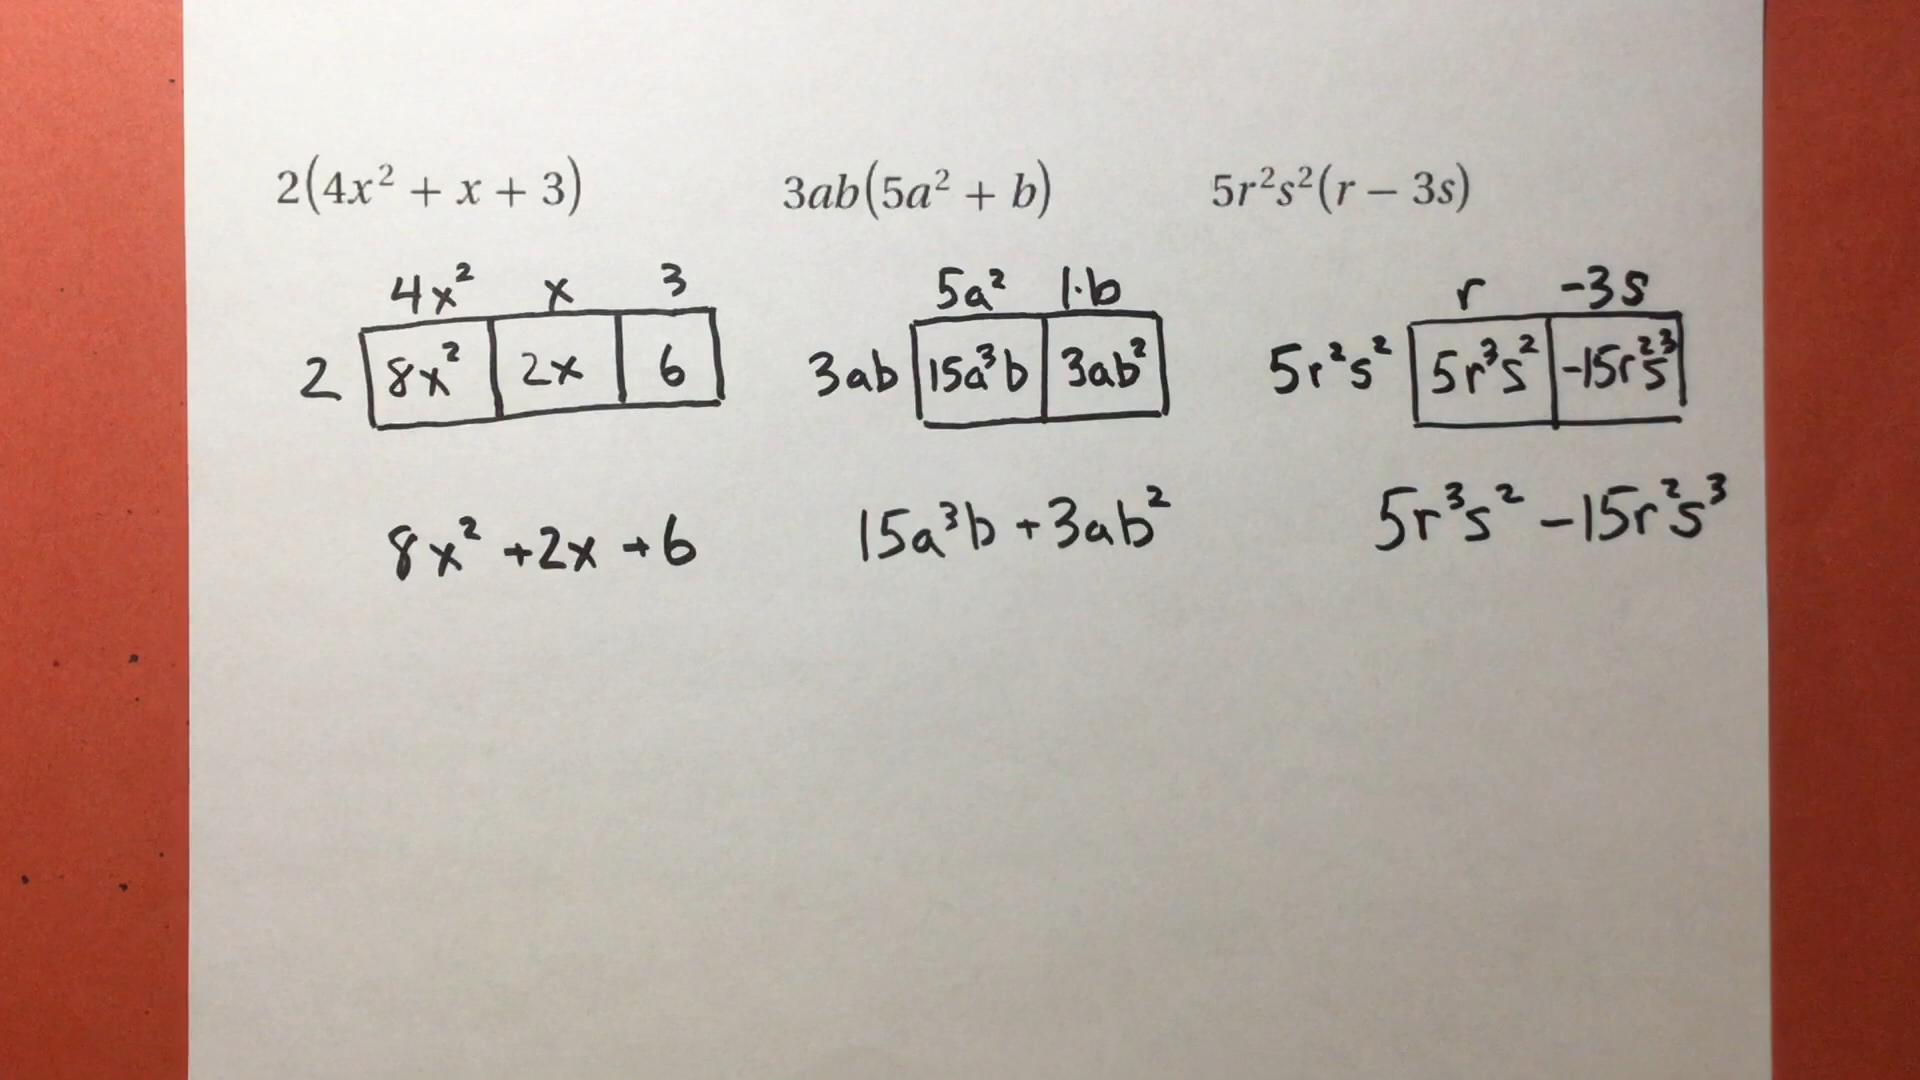 2(4x² + x + 3)
4x² x 3
2 8x² 2x 6
8x² +2x +6
3ab(5a² + b)
5a² 1·b
3ab 15a³b 3ab²
15a³b +3ab²
5r²s²(r − 3s)
r -3s
5r²s² 5r³s² -15r²s³
5r³s² -15r²s³